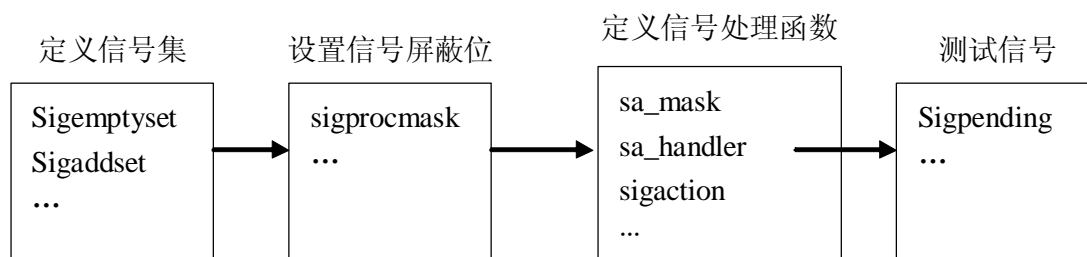 定义信号集
Sigemptyset
Sigaddset
…
设置信号屏蔽位
sigprocmask
…
定义信号处理函数
sa_mask
sa_handler
sigaction
...
测试信号
Sigpending
…